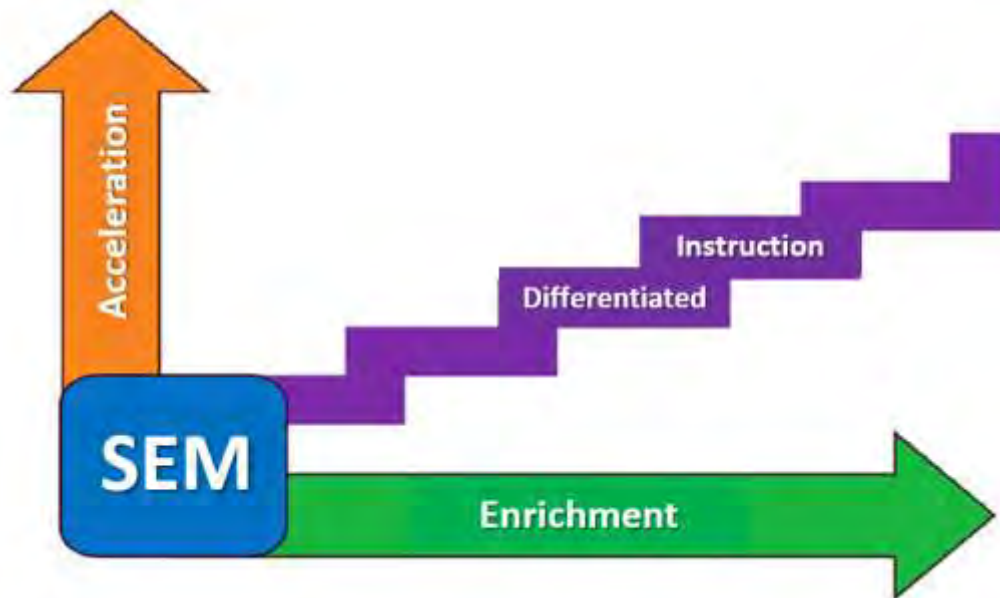 Acceleration
Instruction
Differentiated
SEM
Enrichment